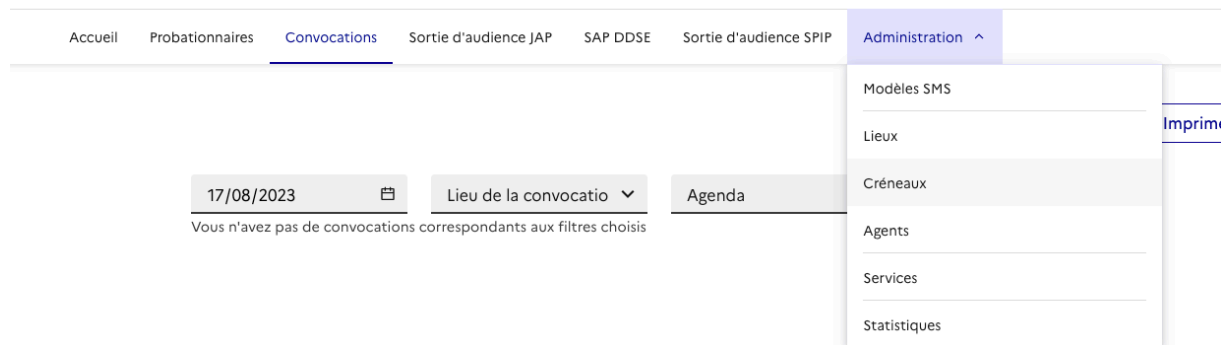 Accueil Probationnaires Convocations Sortie d'audience JAP SAP DDSE Sortie d'audience SPIP Administration
Modèles SMS
Lieux
Créneaux
Agents
Services
Statistiques
17/08/2023 Lieu de la convocatio Agenda
Vous n'avez pas de convocations correspondants aux filtres choisis